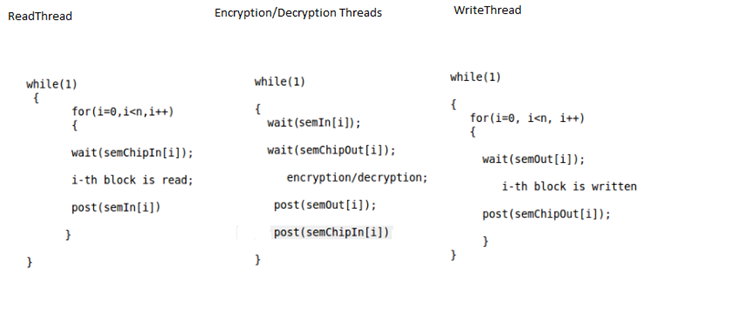 ReadThread
while(1)
{
for(i=0,i<n,i++)
{
wait(semChipIn[i]);
i-th block is read;
post(semIn[i])
}
}
Encryption/Decryption Threads
while(1)
{
wait(semIn[i]);
wait(semChipOut[i]);
encryption/decryption;
post(semOut[i]);
post(semChipIn[i])
}
WriteThread
while(1)
{
for(i=0, i<n, i++)
{
wait(semOut[i]);
i-th block is written
post(semChipOut[i]);
}
}